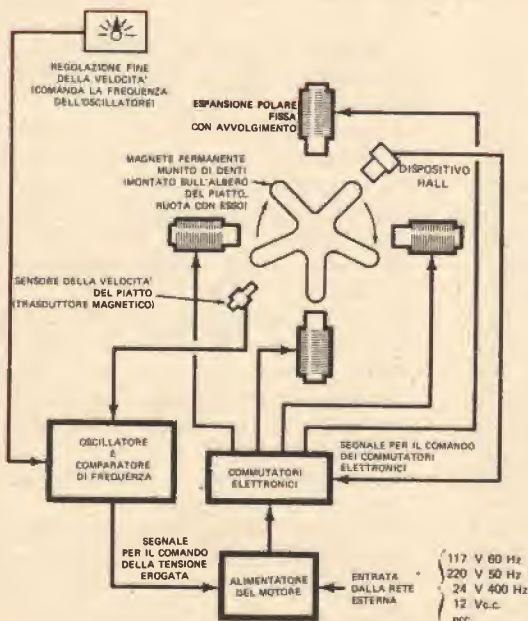 REGOLAZIONE FINE
DELLA VELOCITA'
(COMANDA LA FREQUENZA
DELL'OSCILLATORE)
ESPANSIONE POLARE
FISSA
CON AVVOLGIMENTO
MAGNETE PERMANENTE
MUNITO DI DENTI
(MONTATO SULL'ALBERO
DEL PIATTO,
RUOTA CON ESSO)
DISPOSITIVO
HALL
SENSORE DELLA VELOCITA'
DEL PIATTO
(TRASDUTTORE MAGNETICO)
OSCILLATORE
E
COMPARATORE
DI FREQUENZA
COMMUTATORI
ELETTRONICI
SEGNALE PER IL COMANDO
DEI COMMUTATORI
ELETTRONICI
SEGNALE
PER IL COMANDO
DELLA TENSIONE
EROGATA
ALIMENTATORE
DEL MOTORE
ENTRATA
DALLA RETE
ESTERNA
117 V 60 Hz
220 V 50 Hz
24 V 400 Hz
12 Vc.c.
ecc.